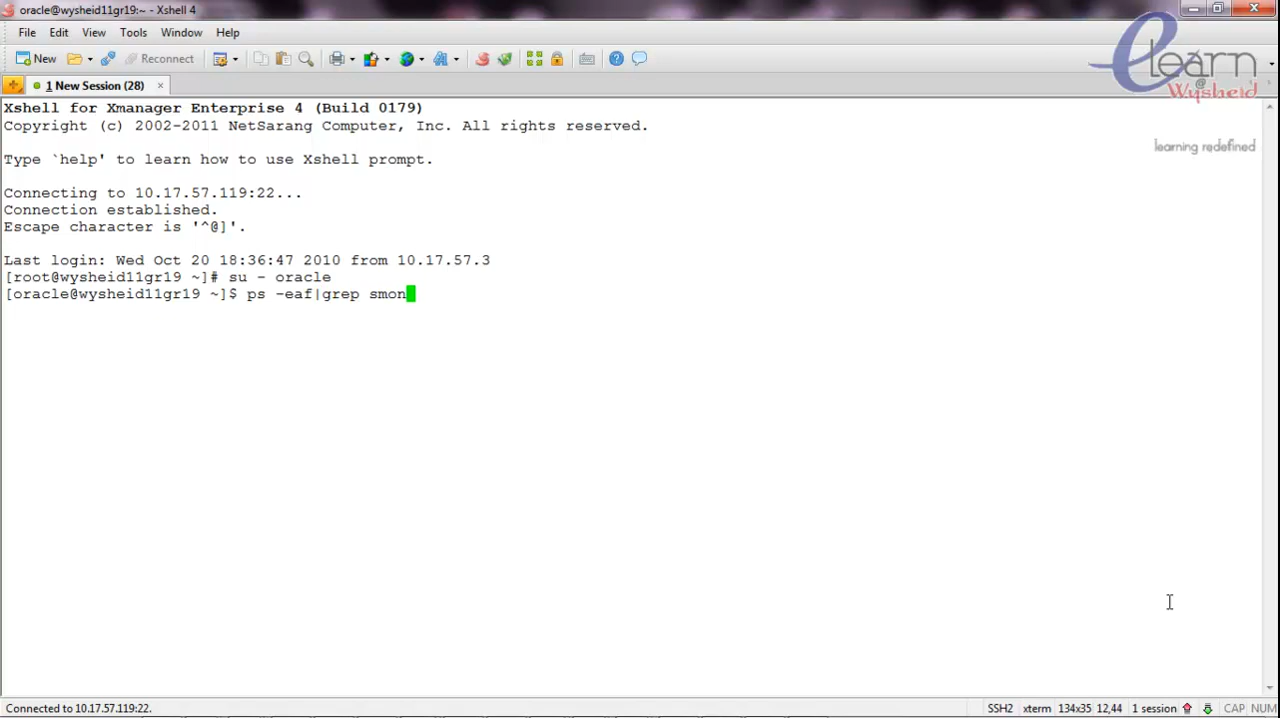 oracle@wysheid11gr19:~ - Xshell 4
File Edit View Tools Window Help
New Reconnect
1 New Session (28)
Xshell for Xmanager Enterprise 4 (Build 0179)
Copyright (c) 2002-2011 NetSarang Computer, Inc. All rights reserved.
Type `help' to learn how to use Xshell prompt.
Connecting to 10.17.57.119:22...
Connection established.
Escape character is '^@]'.
Last login: Wed Oct 20 18:36:47 2010 from 10.17.57.3
[root@wysheid11gr19 ~]# su - oracle
[oracle@wysheid11gr19 ~]$ ps -eaf|grep smon
eLearn
@
Wysheid
learning redefined
Connected to 10.17.57.119:22. SSH2 xterm 134x35 12,44 1 session CAP NUM